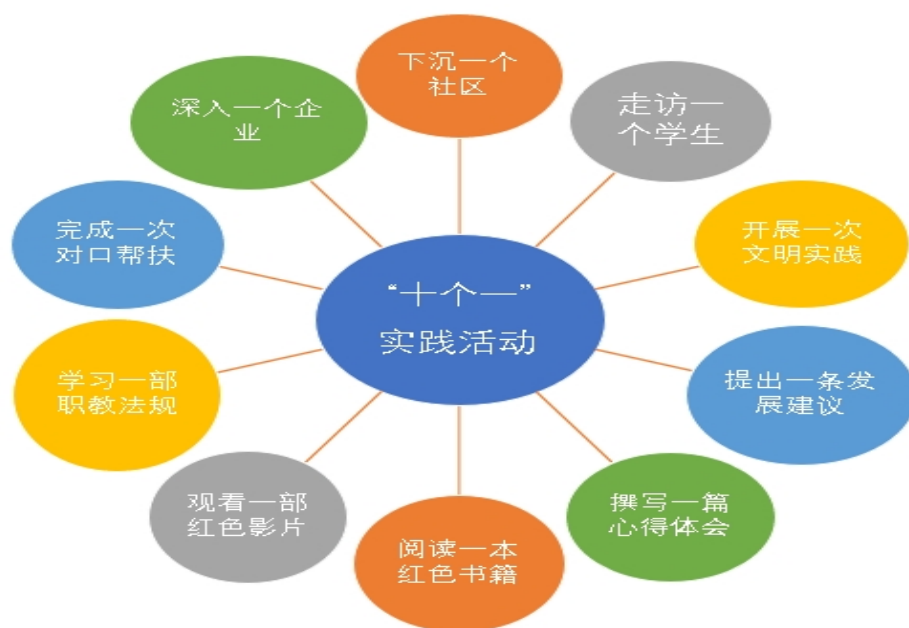 “十个一”
实践活动
下沉一个
社区
走访一
个学生
开展一次
文明实践
提出一条发
展建议
撰写一篇
心得体会
阅读一本
红色书籍
观看一部
红色影片
学习一部
职教法规
完成一次
对口帮扶
深入一个企
业